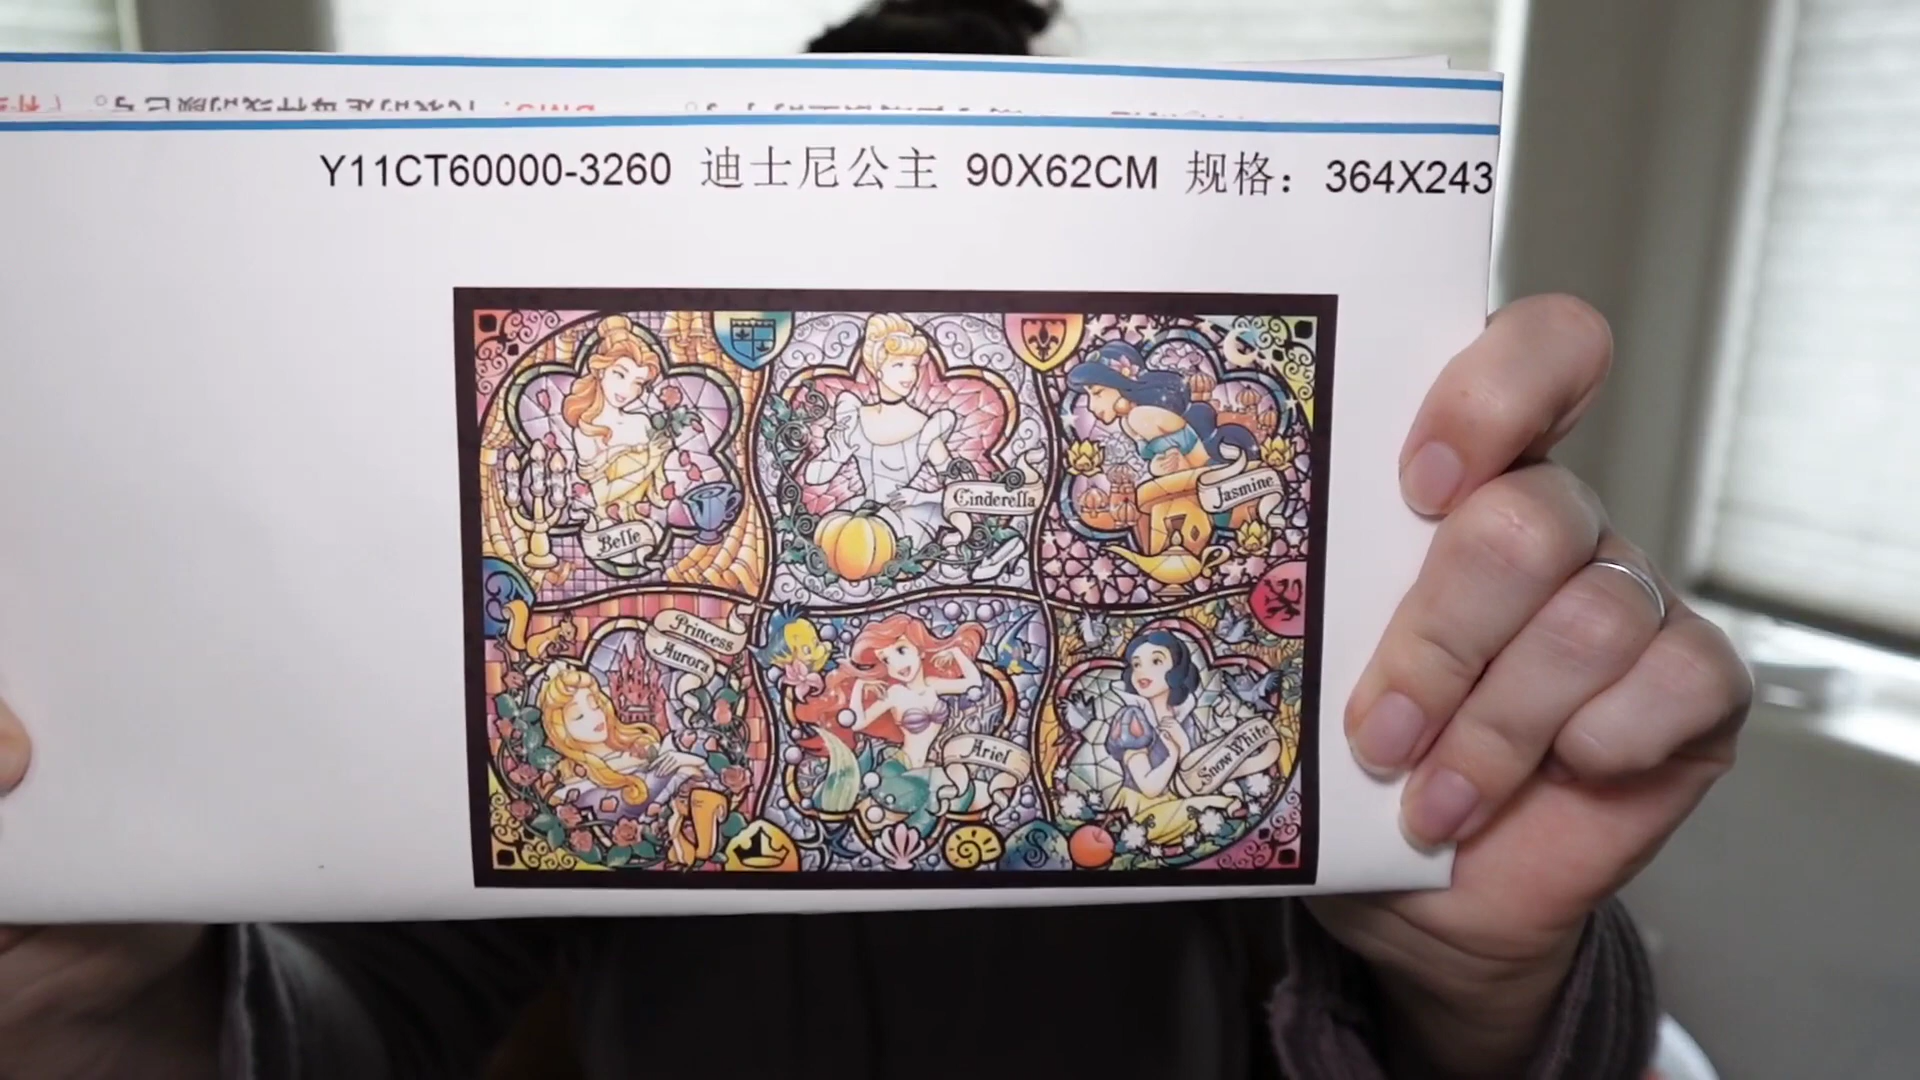 Y11CT60000-3260 迪士尼公主 90X62CM 规格：364X243
Belle
Cinderella
Jasmine
Princess
Aurora
Ariel
Snow White